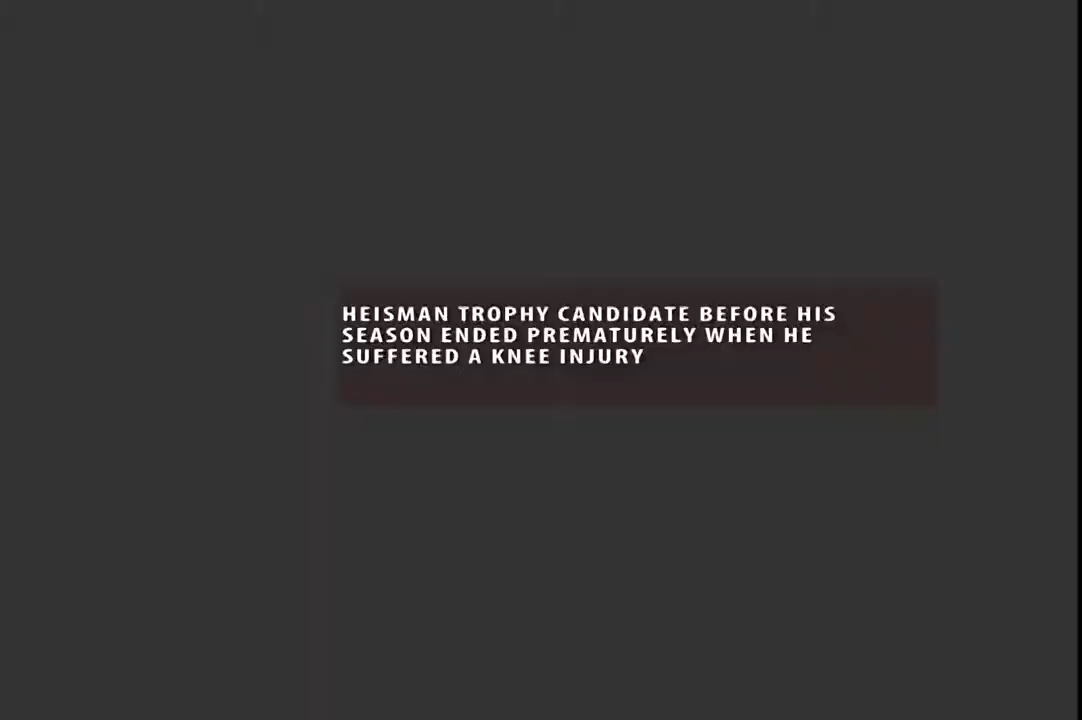 HEISMAN TROPHY CANDIDATE BEFORE HIS
SEASON ENDED PREMATURELY WHEN HE
SUFFERED A KNEE INJURY